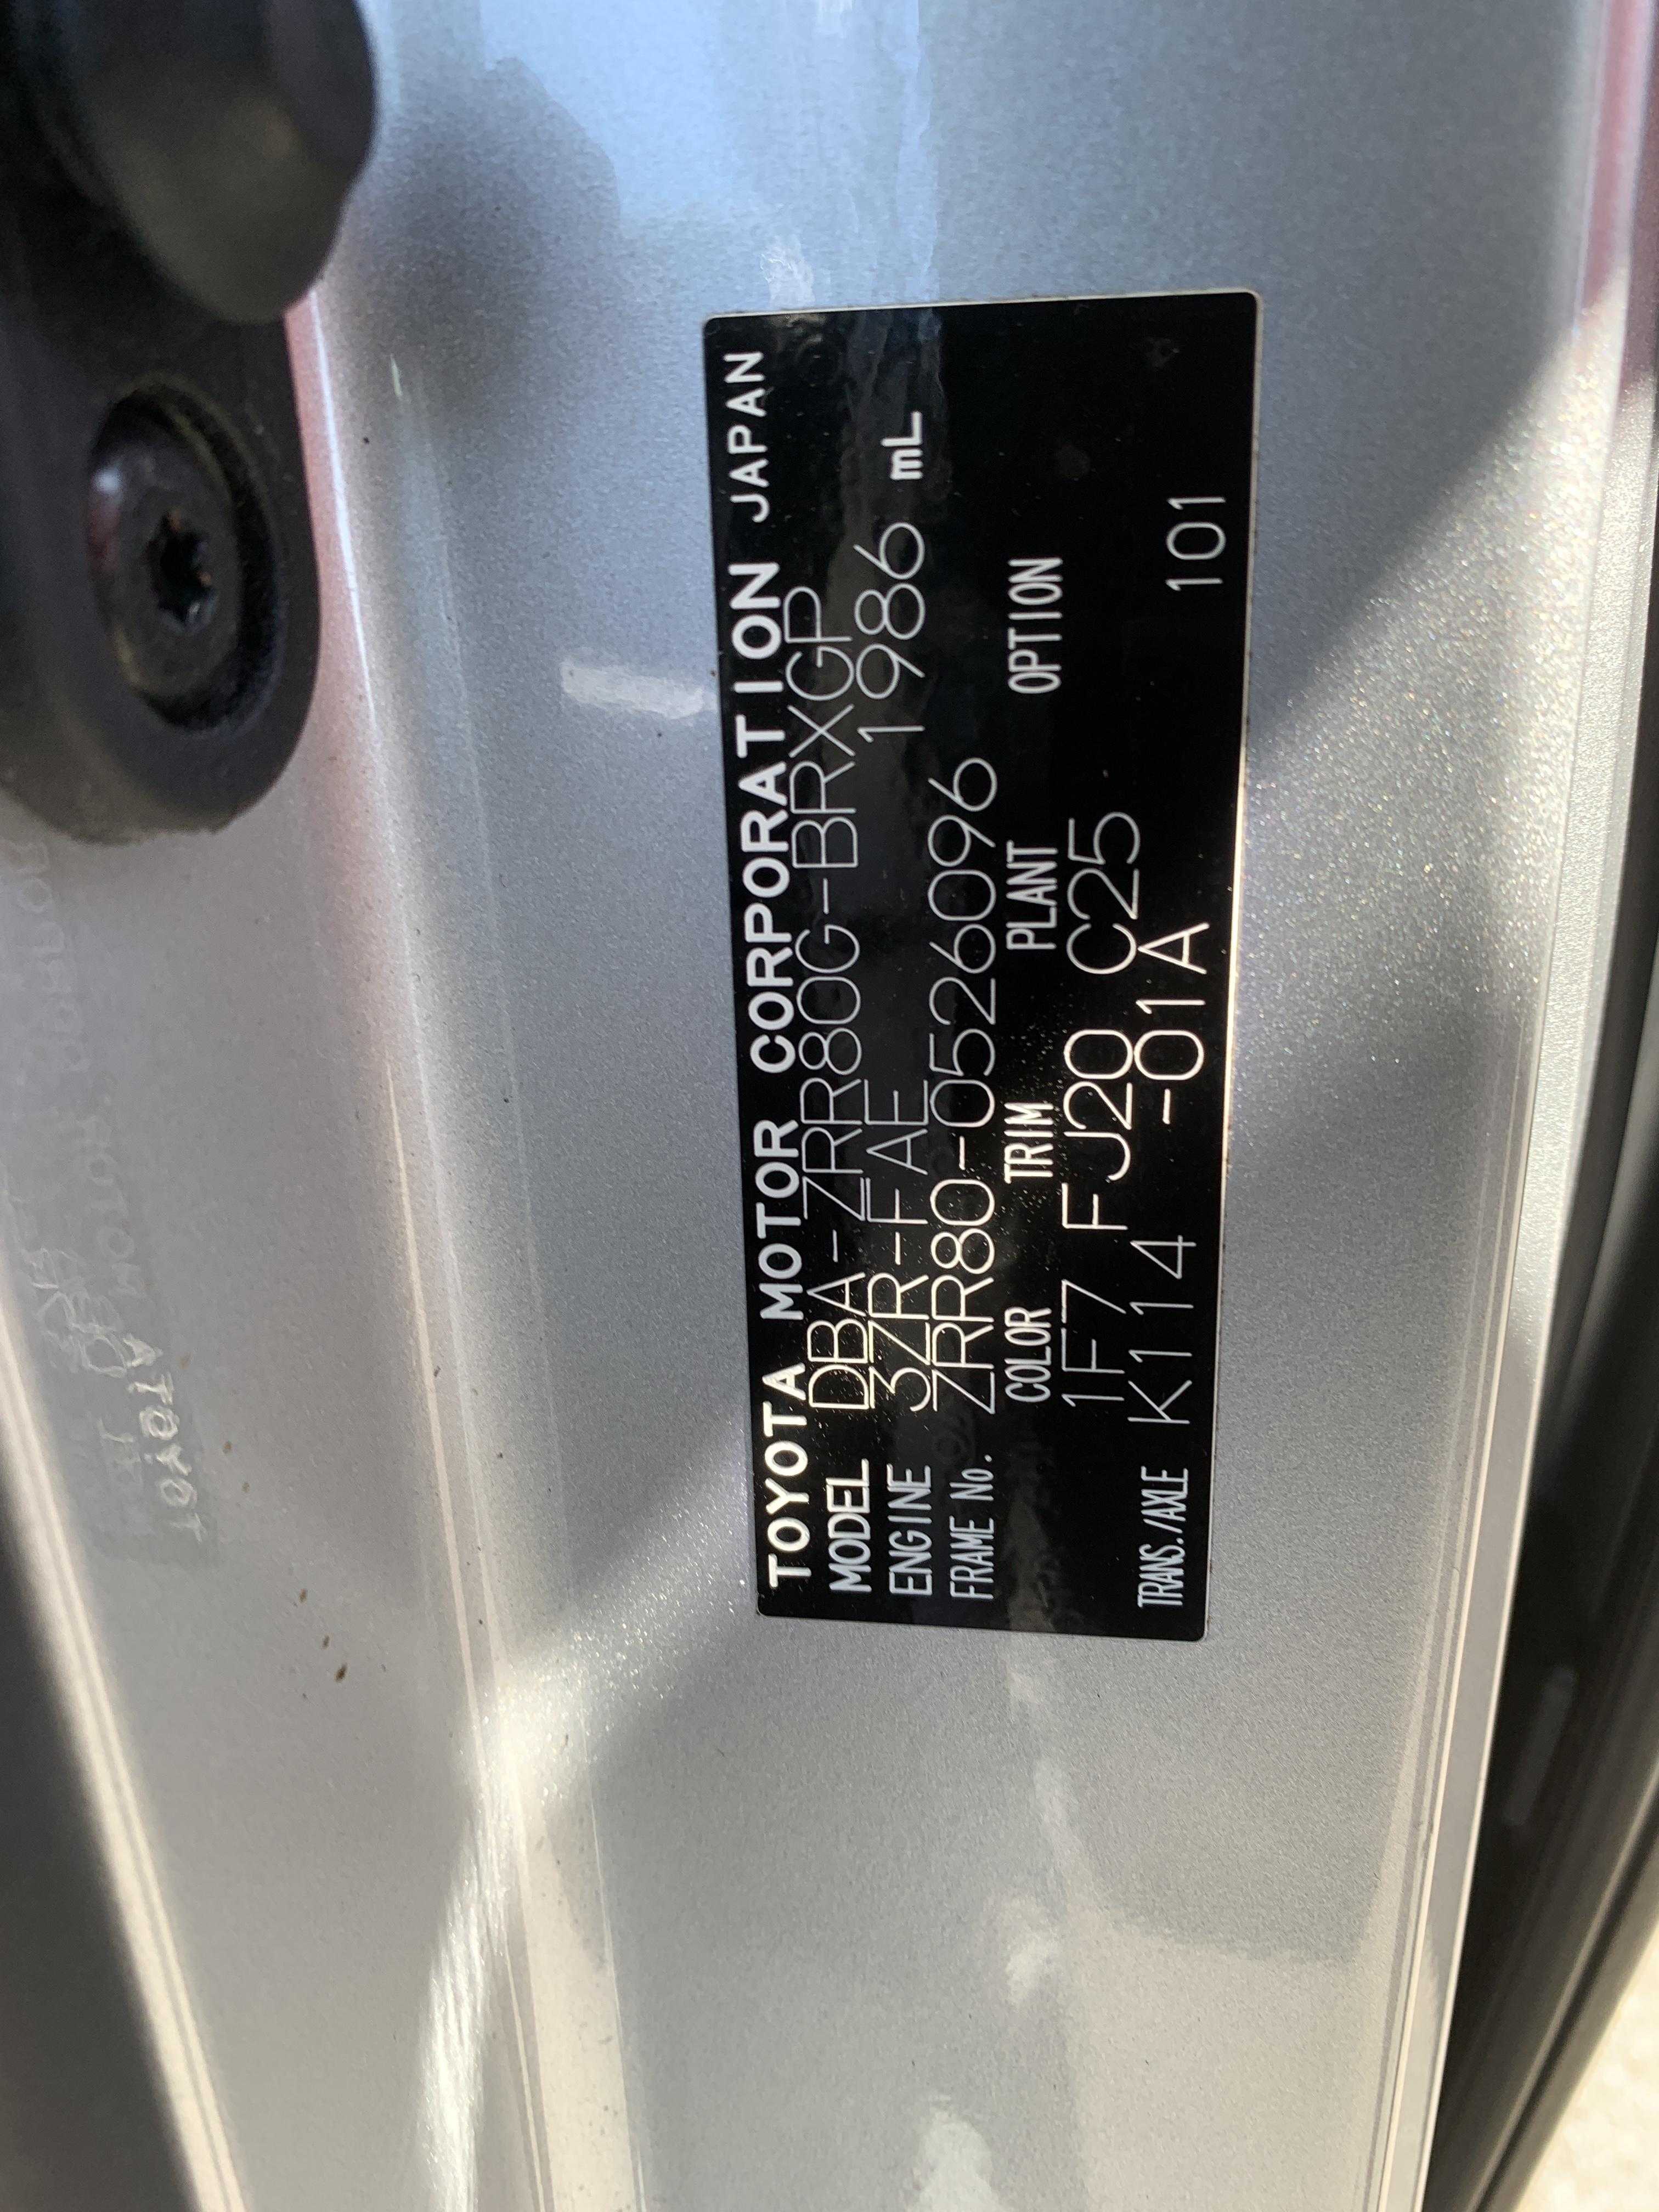 TOYOTA MOTOR CORPORATION JAPAN
MODEL DBA-ZRR80G-BRXGP
ENGINE 3ZR-FAE 1986 mL
FRAME No. ZRR80-0526096
COLOR TRIM PLANT OPTION
1F7 FJ20 C25
TRANS./AXLE K114 -01A 101